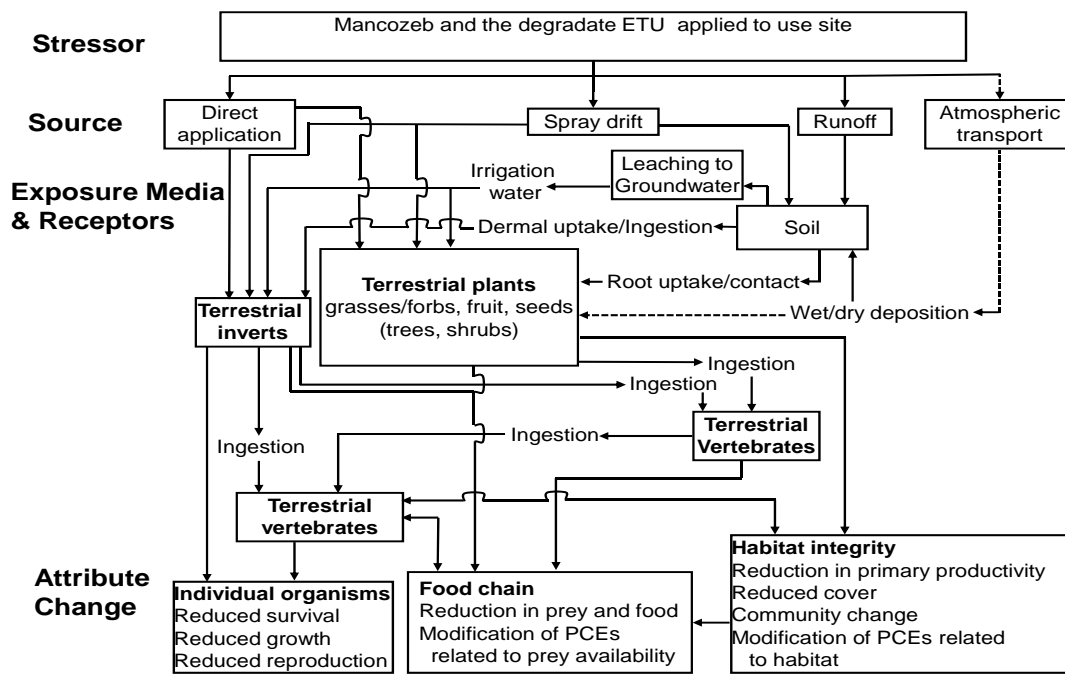 Stressor
Mancozeb and the degradate ETU applied to use site
Source
Direct
application
Spray drift
Runoff
Atmospheric
transport
Exposure Media
& Receptors
Irrigation
water
Leaching to
Groundwater
Dermal uptake/Ingestion
Soil
Terrestrial plants
grasses/forbs, fruit, seeds
(trees, shrubs)
Root uptake/contact
Wet/dry deposition
Terrestrial
inverts
Ingestion
Ingestion
Ingestion
Ingestion
Terrestrial
Vertebrates
Terrestrial
vertebrates
Attribute
Change
Individual organisms
Reduced survival
Reduced growth
Reduced reproduction
Food chain
Reduction in prey and food
Modification of PCEs
related to prey availability
Habitat integrity
Reduction in primary productivity
Reduced cover
Community change
Modification of PCEs related
to habitat